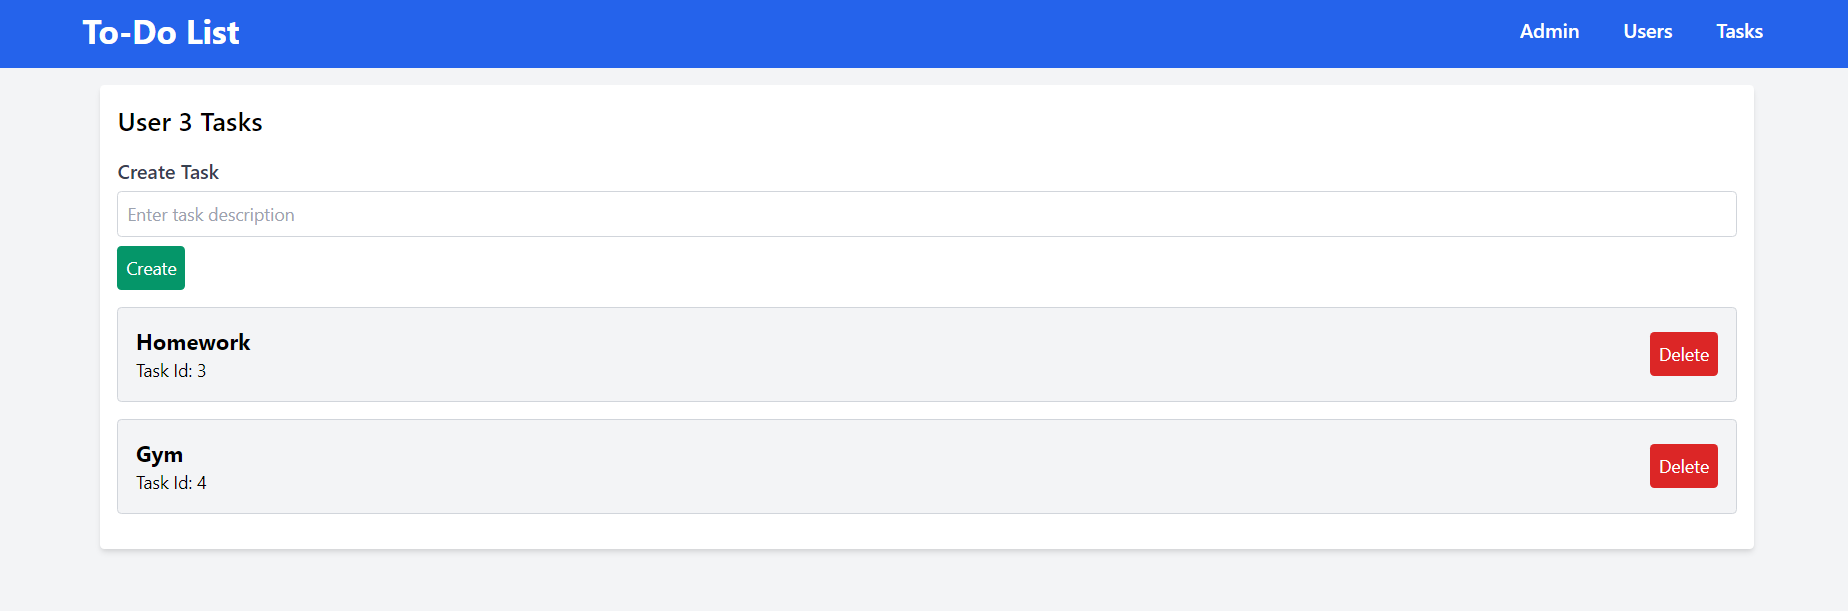 To-Do List
Admin Users Tasks
User 3 Tasks
Create Task
Enter task description
Create
Homework
Task Id: 3
Delete
Gym
Task Id: 4
Delete